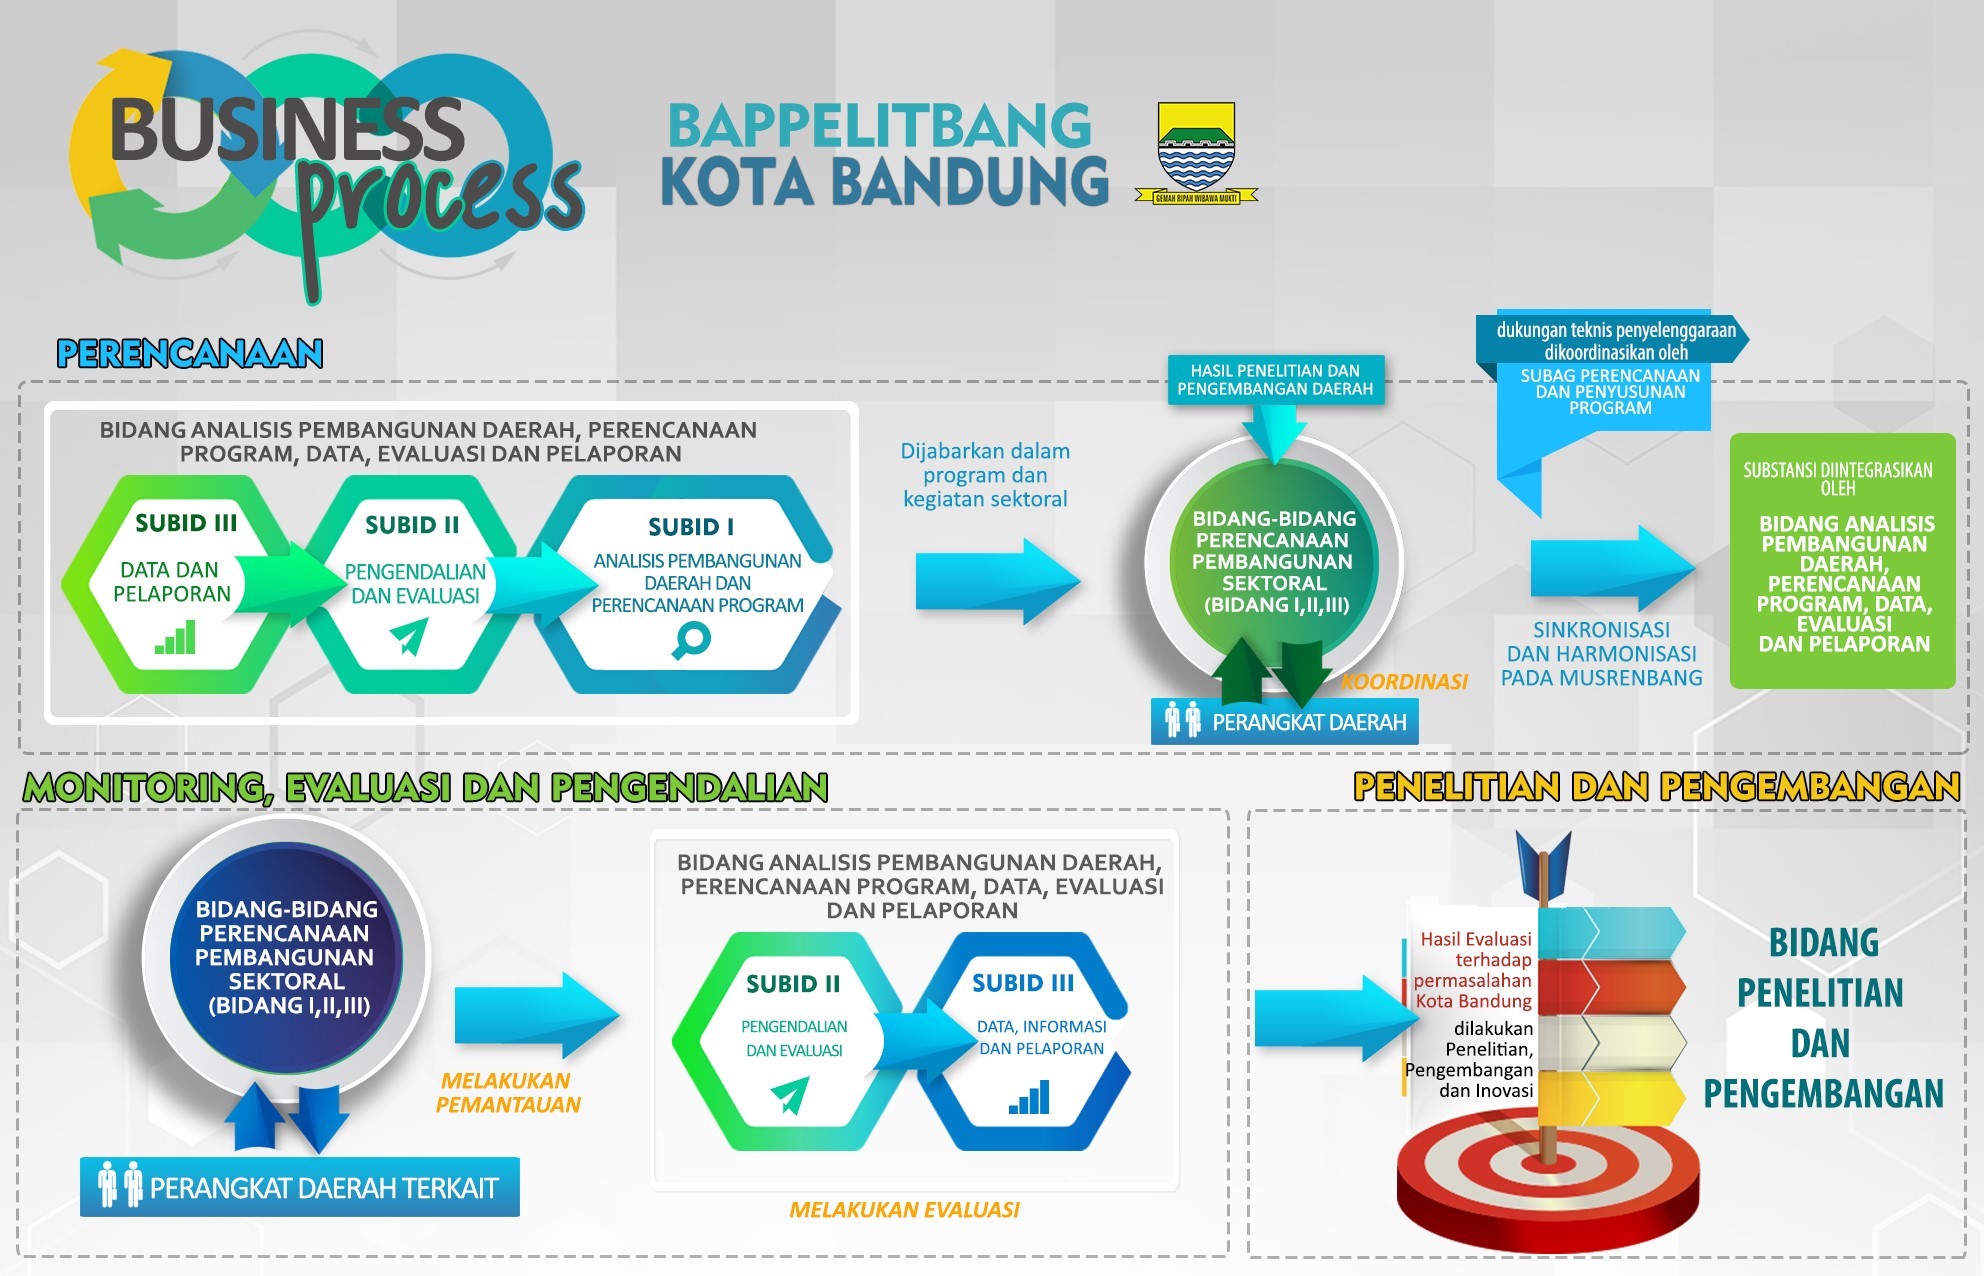 BUSINESS
process
BAPPELITBANG
KOTA BANDUNG
GEMAH RIPAH WIBAWA MUKTI
PERENCANAAN
BIDANG ANALISIS PEMBANGUNAN DAERAH, PERENCANAAN
PROGRAM, DATA, EVALUASI DAN PELAPORAN
SUBID III
DATA DAN
PELAPORAN
SUBID II
PENGENDALIAN
DAN EVALUASI
SUBID I
ANALISIS PEMBANGUNAN
DAERAH DAN
PERENCANAAN PROGRAM
Dijabarkan dalam
program dan
kegiatan sektoral
HASIL PENELITIAN DAN
PENGEMBANGAN DAERAH
BIDANG-BIDANG
PERENCANAAN
PEMBANGUNAN
SEKTORAL
(BIDANG I,II,III)
KOORDINASI
PERANGKAT DAERAH
dukungan teknis penyelenggaraan
dikoordinasikan oleh
SUBAG PERENCANAAN
DAN PENYUSUNAN
PROGRAM
SINKRONISASI
DAN HARMONISASI
PADA MUSRENBANG
SUBSTANSI DIINTEGRASIKAN
OLEH
BIDANG ANALISIS
PEMBANGUNAN
DAERAH,
PERENCANAAN
PROGRAM, DATA,
EVALUASI
DAN PELAPORAN
MONITORING, EVALUASI DAN PENGENDALIAN
BIDANG-BIDANG
PERENCANAAN
PEMBANGUNAN
SEKTORAL
(BIDANG I,II,III)
PERANGKAT DAERAH TERKAIT
MELAKUKAN
PEMANTAUAN
BIDANG ANALISIS PEMBANGUNAN DAERAH,
PERENCANAAN PROGRAM, DATA, EVALUASI
DAN PELAPORAN
SUBID II
PENGENDALIAN
DAN EVALUASI
SUBID III
DATA, INFORMASI
DAN PELAPORAN
MELAKUKAN EVALUASI
PENELITIAN DAN PENGEMBANGAN
Hasil Evaluasi
terhadap
permasalahan
Kota Bandung
dilakukan
Penelitian,
Pengembangan
dan Inovasi
BIDANG
PENELITIAN
DAN
PENGEMBANGAN